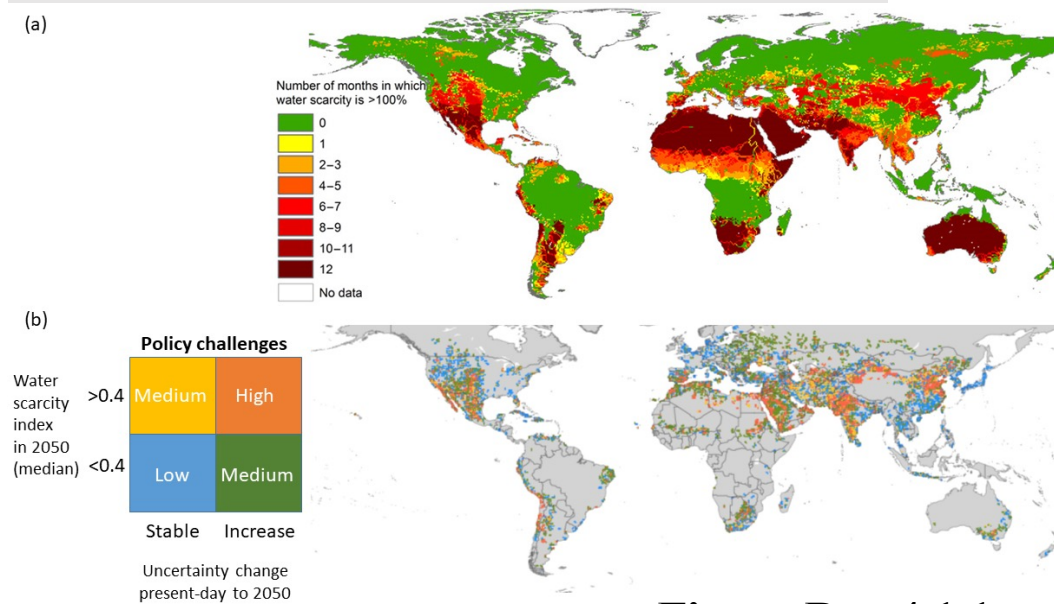 (a)
Number of months in which
water scarcity is >100%
0
1
2–3
4–5
6–7
8–9
10–11
12
No data
(b)
Policy challenges
Water
scarcity
index
in 2050
(median)
>0.4
Medium
High
<0.4
Low
Medium
Stable
Increase
Uncertainty change
present-day to 2050